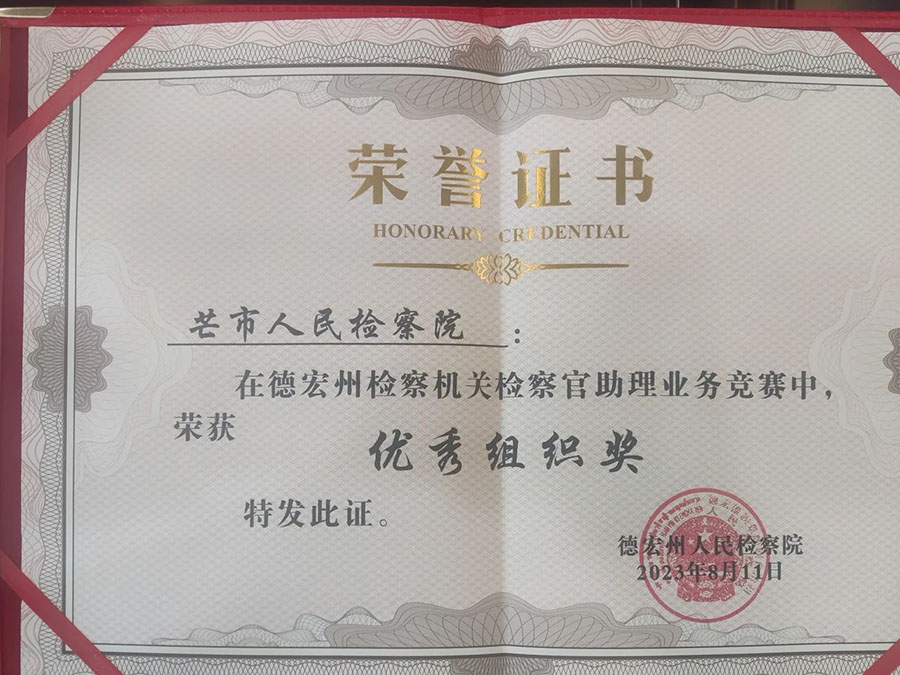 荣誉证书
HONORARY CREDENTIAL
芒市人民检察院：
在德宏州检察机关检察官助理业务竞赛中，
荣获
优秀组织奖
特发此证。
德宏州人民检察院
2023年8月11日